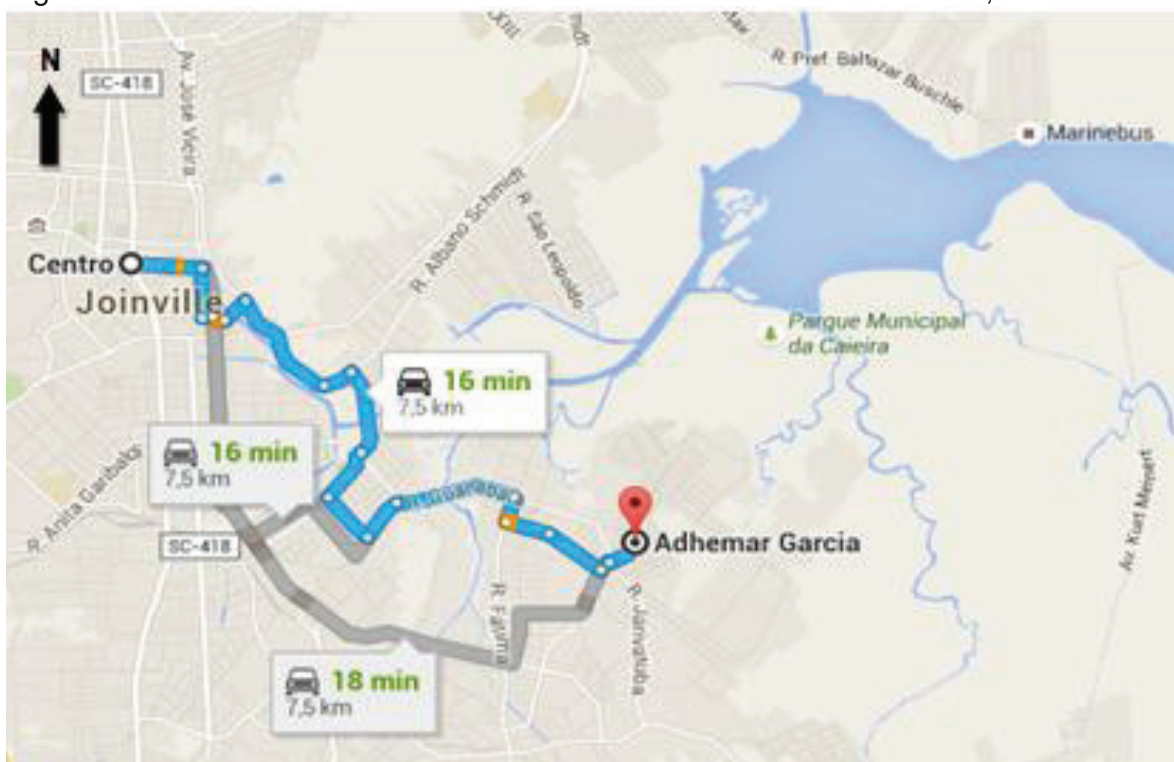 N
SC-418
Av. José Vieira
R. Pref. Baltazar Buschle
Marinebus
R. Albano Schmidt
R. São Leopoldo
Centro
Joinville
Parque Municipal
da Caieira
16 min
7,5 km
16 min
7,5 km
R. Anita Garibaldi
SC-418
Adhemar Garcia
R. Fátima
R. Janvatuba
Av. Kurt Meinert
18 min
7,5 km